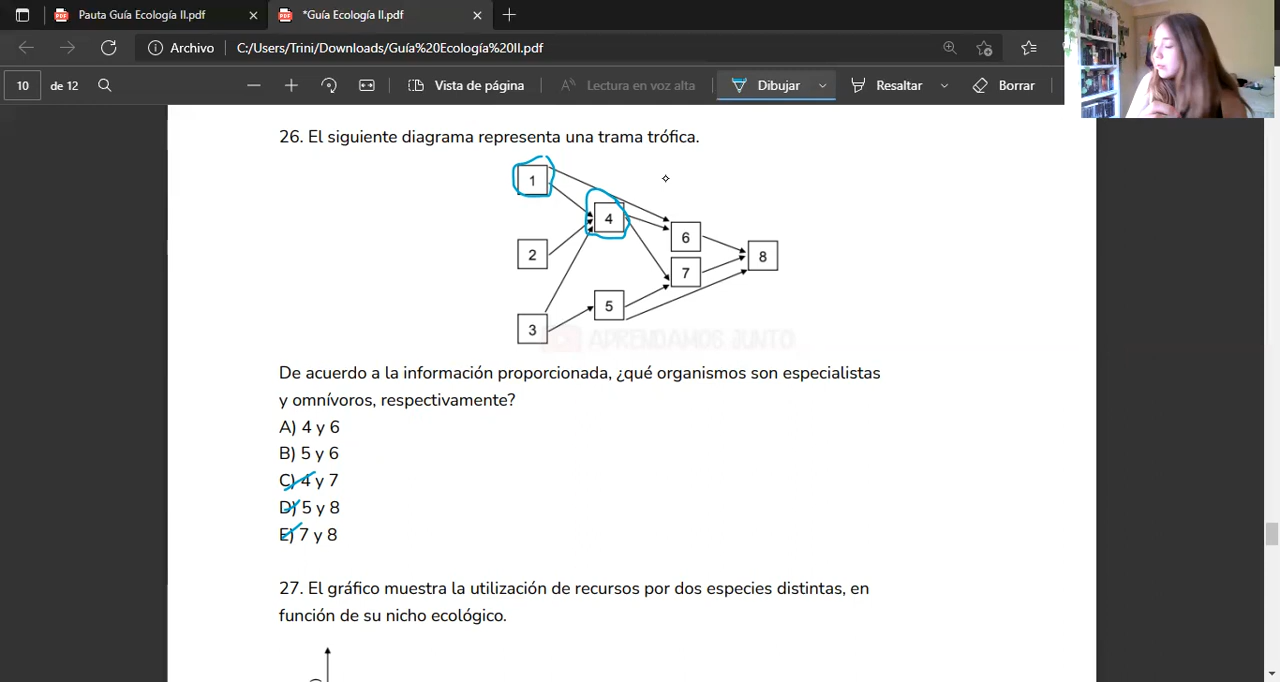 Pauta Guía Ecología II.pdf
*Guía Ecología II.pdf
Archivo
C:/Users/Trini/Downloads/Guía%20Ecología%20II.pdf
10 de 12
Vista de página
Lectura en voz alta
Dibujar
Resaltar
Borrar
26. El siguiente diagrama representa una trama trófica.
1
4
6
2
8
7
5
3
APRENDAMOS JUNTO
De acuerdo a la información proporcionada, ¿qué organismos son especialistas
y omnívoros, respectivamente?
A) 4 y 6
B) 5 y 6
C) 4 y 7
D) 5 y 8
E) 7 y 8
27. El gráfico muestra la utilización de recursos por dos especies distintas, en
función de su nicho ecológico.